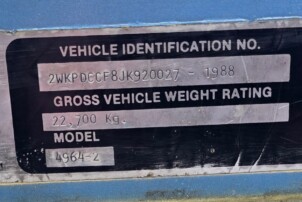 VEHICLE IDENTIFICATION NO.
2WKPDCCF8JK920027 - 1988
GROSS VEHICLE WEIGHT RATING
22,700 Kg.
MODEL
4964-2